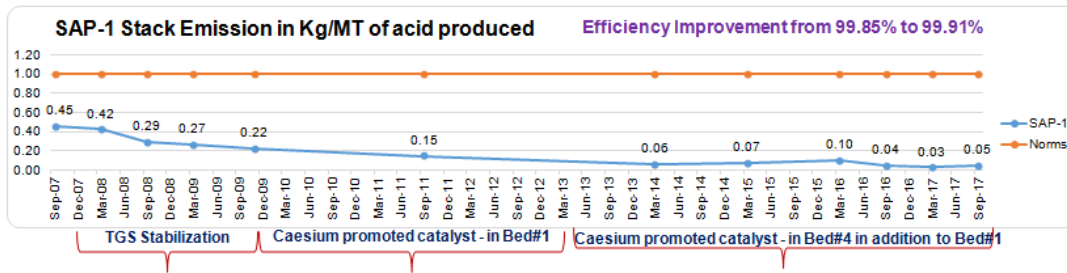 SAP-1 Stack Emission in Kg/MT of acid produced
Efficiency Improvement from 99.85% to 99.91%
1.20
1.00
0.80
0.60
0.40
0.20
0.00
0.45
0.42
0.29
0.27
0.22
0.15
0.06
0.07
0.10
0.04
0.03
0.05
SAP-1
Norms
Sep-07
Dec-07
Mar-08
Jun-08
Sep-08
Dec-08
Mar-09
Jun-09
Sep-09
Dec-09
Mar-10
Jun-10
Sep-10
Dec-10
Mar-11
Jun-11
Sep-11
Dec-11
Mar-12
Jun-12
Sep-12
Dec-12
Mar-13
Jun-13
Sep-13
Dec-13
Mar-14
Jun-14
Sep-14
Dec-14
Mar-15
Jun-15
Sep-15
Dec-15
Mar-16
Jun-16
Sep-16
Dec-16
Mar-17
Jun-17
Sep-17
TGS Stabilization
Caesium promoted catalyst - in Bed#1
Caesium promoted catalyst - in Bed#4 in addition to Bed#1